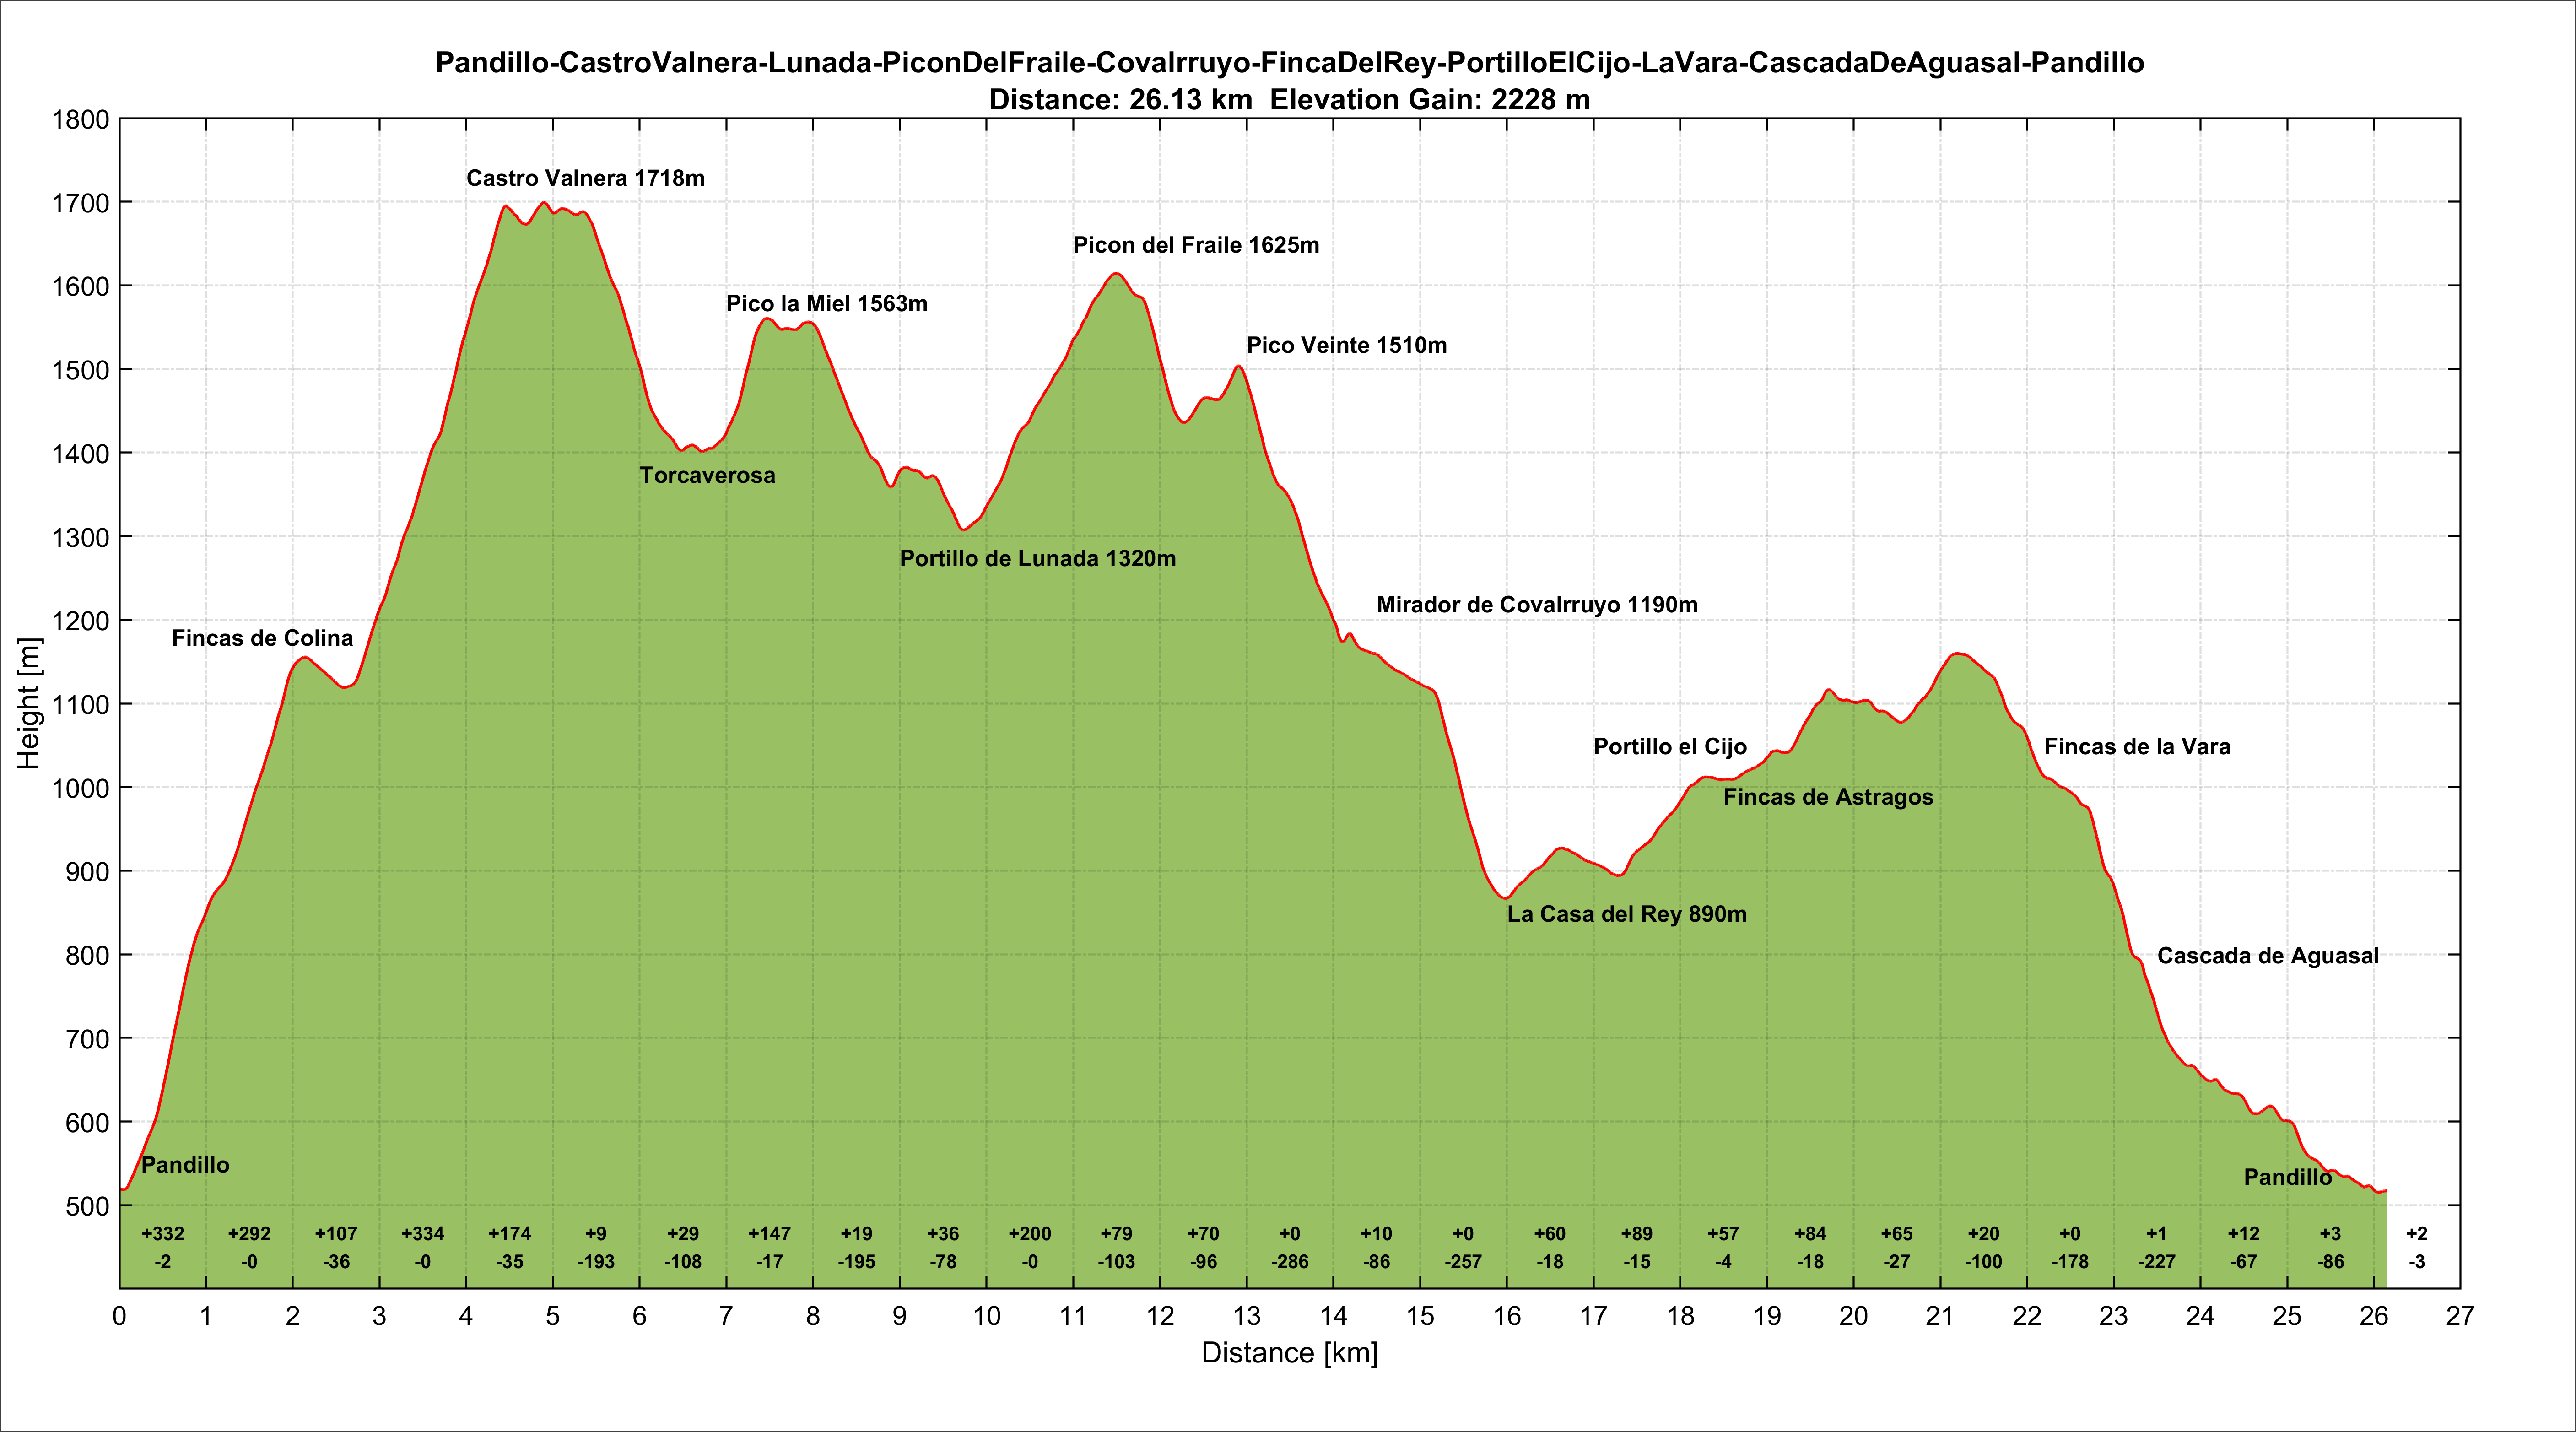 Pandillo-CastroValnera-Lunada-PiconDelFraile-Covalrruyo-FincaDelRey-PortilloElCijo-LaVara-CascadaDeAguasal-Pandillo
Distance: 26.13 km  Elevation Gain: 2228 m
Height [m]
1800
1700
1600
1500
1400
1300
1200
1100
1000
900
800
700
600
500
Castro Valnera 1718m
Picon del Fraile 1625m
Pico la Miel 1563m
Pico Veinte 1510m
Torcaverosa
Portillo de Lunada 1320m
Mirador de Covalrruyo 1190m
Fincas de Colina
Portillo el Cijo
Fincas de la Vara
Fincas de Astragos
La Casa del Rey 890m
Cascada de Aguasal
Pandillo
Pandillo
+332 +292 +107 +334 +174 +9 +29 +147 +19 +36 +200 +79 +70 +0 +10 +0 +60 +89 +57 +84 +65 +20 +0 +1 +12 +3 +2
-2 -0 -36 -0 -35 -193 -108 -17 -195 -78 -0 -103 -96 -286 -86 -257 -18 -15 -4 -18 -27 -100 -178 -227 -67 -86 -3
0 1 2 3 4 5 6 7 8 9 10 11 12 13 14 15 16 17 18 19 20 21 22 23 24 25 26 27
Distance [km]